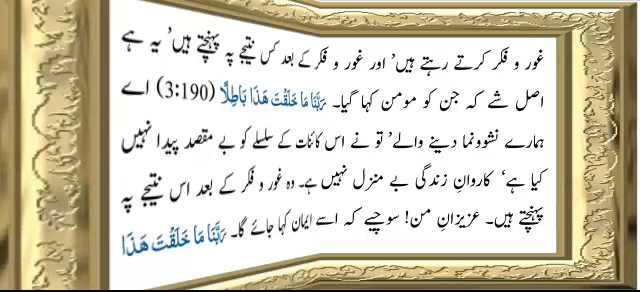 غور و فکر کرتے رہتے ہیں’ اور غور و فکر کے بعد کس نتیجے پہ پہنچتے ہیں’ یہ ہے
اصل شے کہ جن کو مومن کہا گیا۔ رَبَّنَا مَا خَلَقْتَ هَذَا بَاطِلًا (3:190) اے
ہمارے نشوونما دینے والے’ تو نے اس کائنات کے سلسلے کو بے مقصد پیدا نہیں
کیا ہے‘ کاروانِ زندگی بے منزل نہیں ہے۔ وہ غور و فکر کے بعد اس نتیجے پہ
پہنچتے ہیں۔ عزیزانِ من! سوچیے کہ اسے ایمان کہا جائے گا۔ رَبَّنَا مَا خَلَقْتَ هَذَا